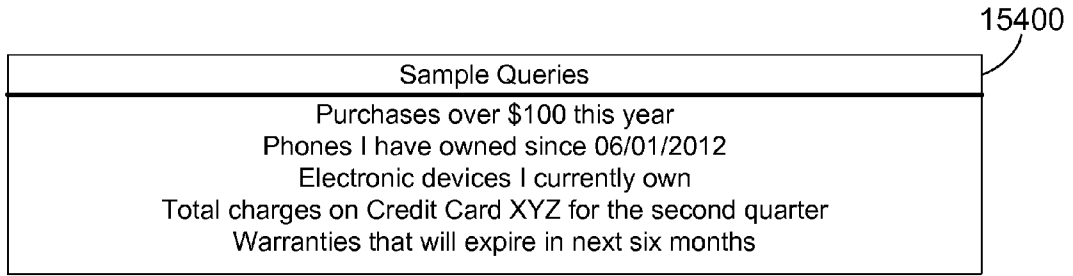 15400
Sample Queries
Purchases over $100 this year
Phones I have owned since 06/01/2012
Electronic devices I currently own
Total charges on Credit Card XYZ for the second quarter
Warranties that will expire in next six months